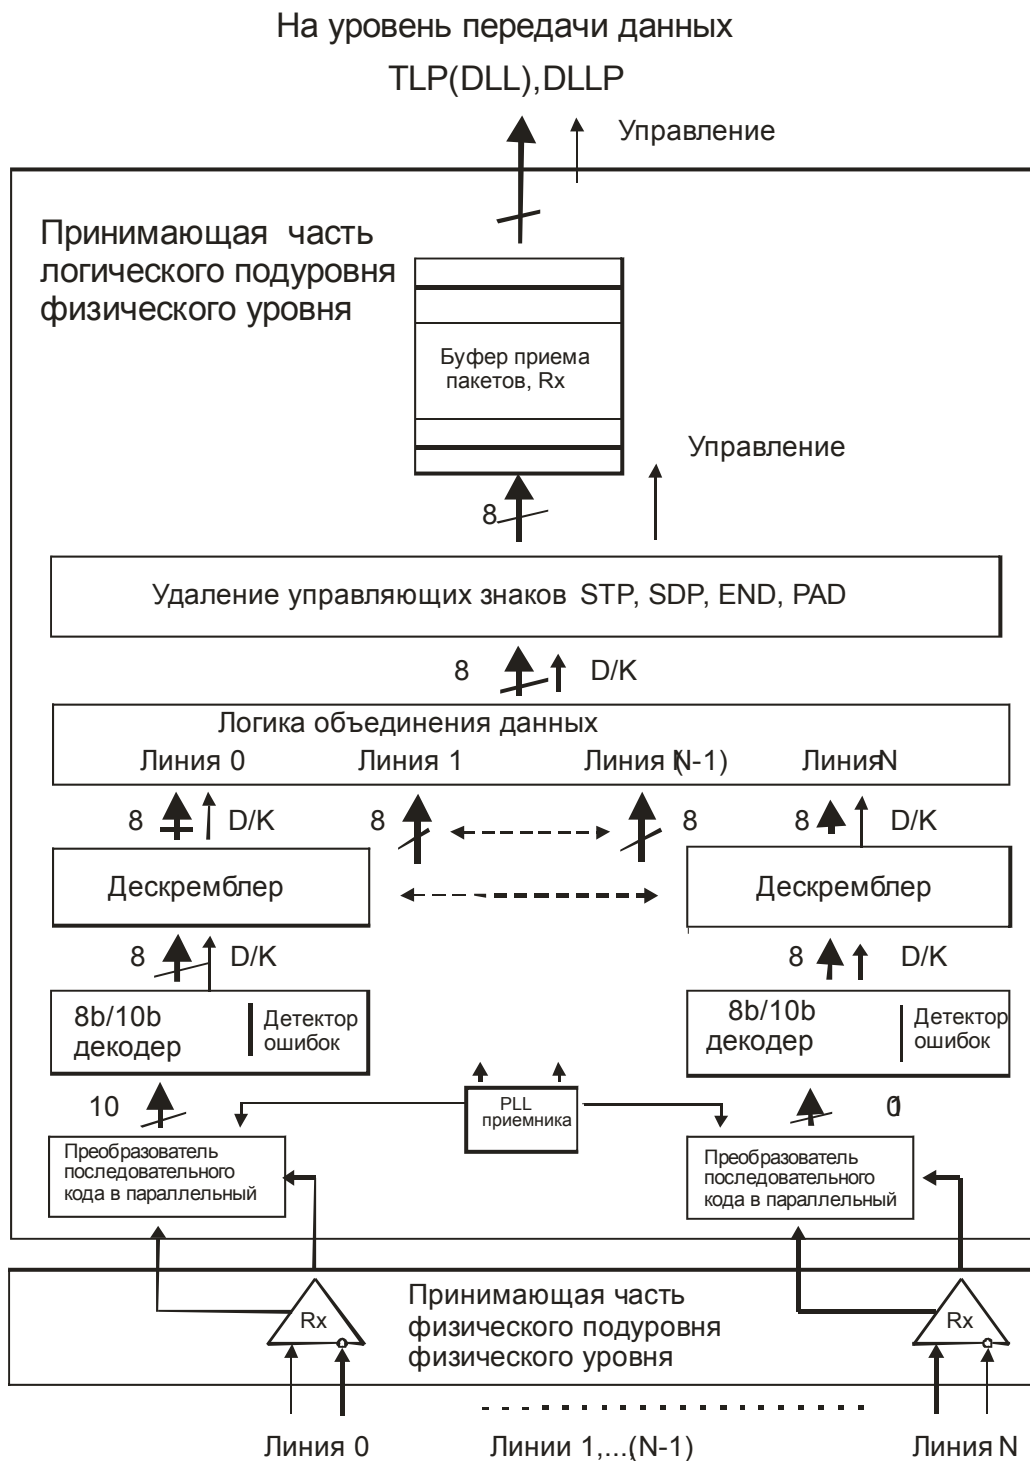 На уровень передачи данных
TLP(DLL),DLLP
Управление
Принимающая часть
логического подуровня
физического уровня
Буфер приема
пакетов, Rx
Управление
8
Удаление управляющих знаков STP, SDP, END, PAD
8 D/K
Логика объединения данных
Линия 0 Линия 1 Линия (N-1) Линия N
8 D/K 8 8 8 D/K
Дескремблер Дескремблер
8 D/K 8 D/K
8b/10b
декодер
Детектор
ошибок
8b/10b
декодер
Детектор
ошибок
10
PLL
приемника
10
Преобразователь
последовательного
кода в параллельный
Преобразователь
последовательного
кода в параллельный
Rx
Принимающая часть
физического подуровня
физического уровня
Rx
Линия 0 Линии 1,...(N-1) Линия N